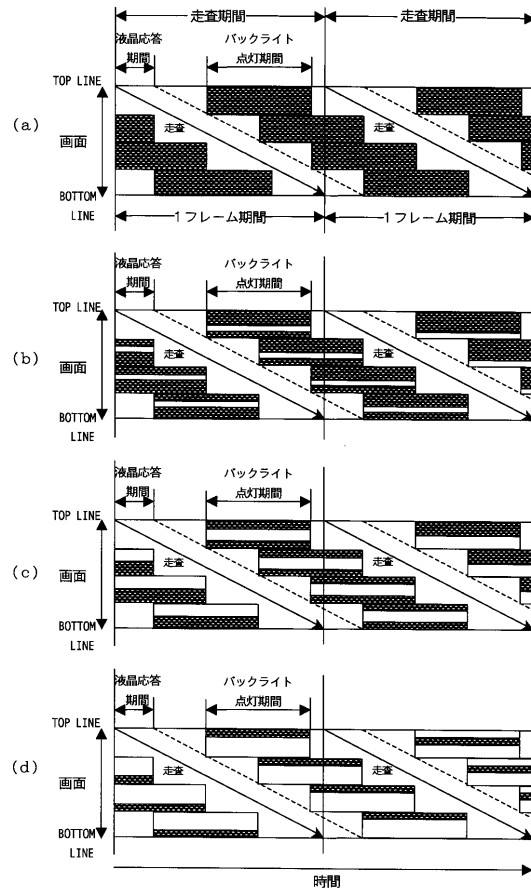 走査期間 走査期間
液晶応答
期間
バックライト
点灯期間
TOP LINE
(a)
画面
走査 走査
BOTTOM
LINE
1フレーム期間 1フレーム期間
液晶応答
期間
バックライト
点灯期間
TOP LINE
(b)
画面
走査 走査
BOTTOM
LINE
液晶応答
期間
バックライト
点灯期間
TOP LINE
(c)
画面
走査 走査
BOTTOM
LINE
液晶応答
期間
バックライト
点灯期間
TOP LINE
(d)
画面
走査 走査
BOTTOM
LINE
時間